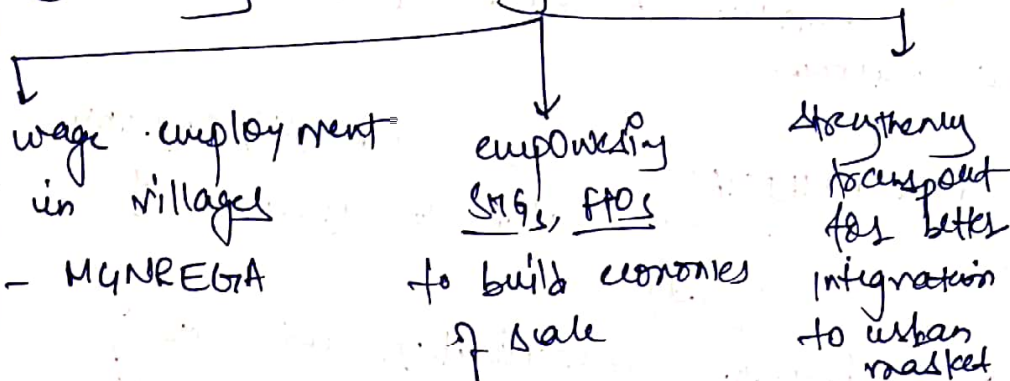 wage employment
in villages
- MGNREGA
empowering
SHGs, FPOs
to build economies
of scale
strengthening
transport
for better
integration
to urban
market